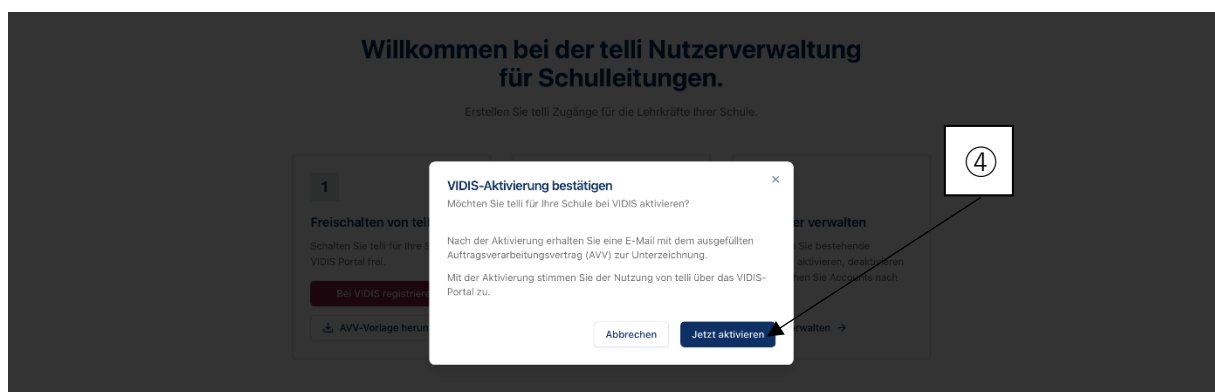 Willkommen bei der telli Nutzerverwaltung
für Schulleitungen.
Erstellen Sie telli Zugänge für die Lehrkräfte Ihrer Schule.
④
1
VIDIS-Aktivierung bestätigen
×
Möchten Sie telli für Ihre Schule bei VIDIS aktivieren?
Freischalten von tel
er verwalten
Schalten Sie telli für Ihre S
Sie bestehende
Nach der Aktivierung erhalten Sie eine E-Mail mit dem ausgefüllten
VIDIS Portal frei.
aktivieren, deaktivieren
Auftragsverarbeitungsvertrag (AVV) zur Unterzeichnung.
hen Sie Accounts nach
Mit der Aktivierung stimmen Sie der Nutzung von telli über das VIDIS-
Portal zu.
Bei VIDIS registriere
AVV-Vorlage herun
Abbrechen
Jetzt aktivieren
rwalten →